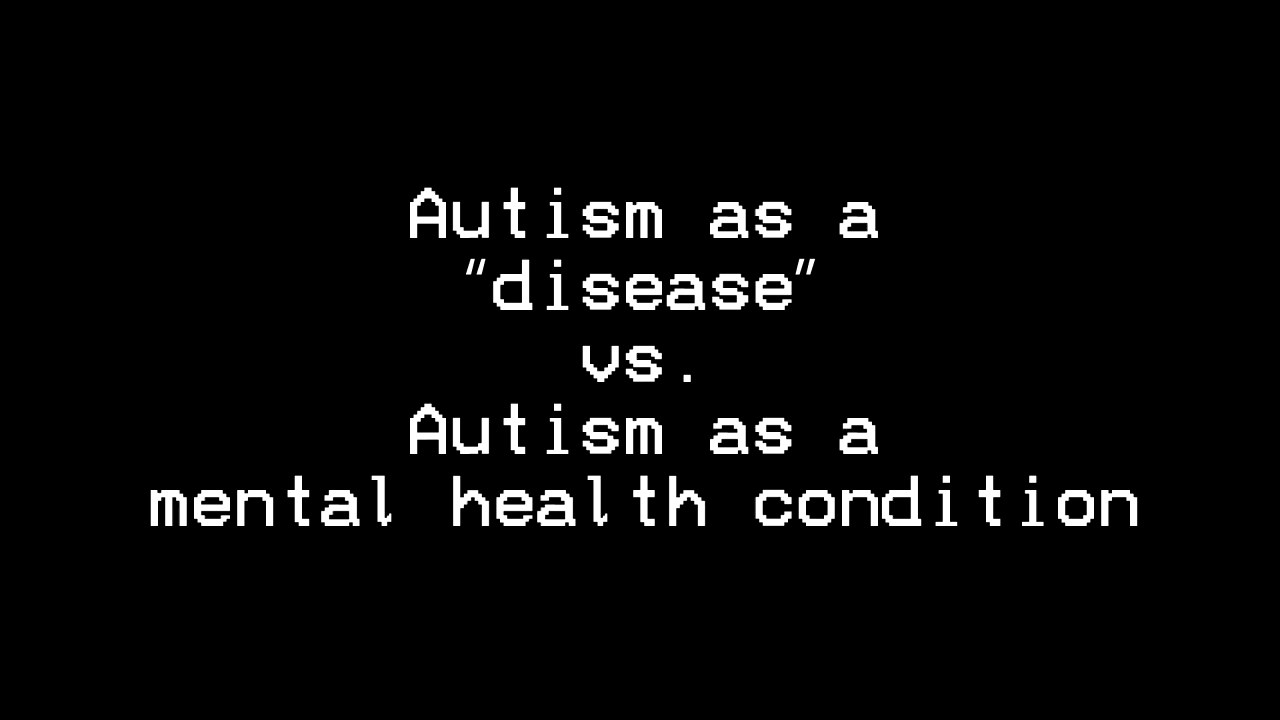 Autism as a
"disease"
vs.
Autism as a
mental health condition